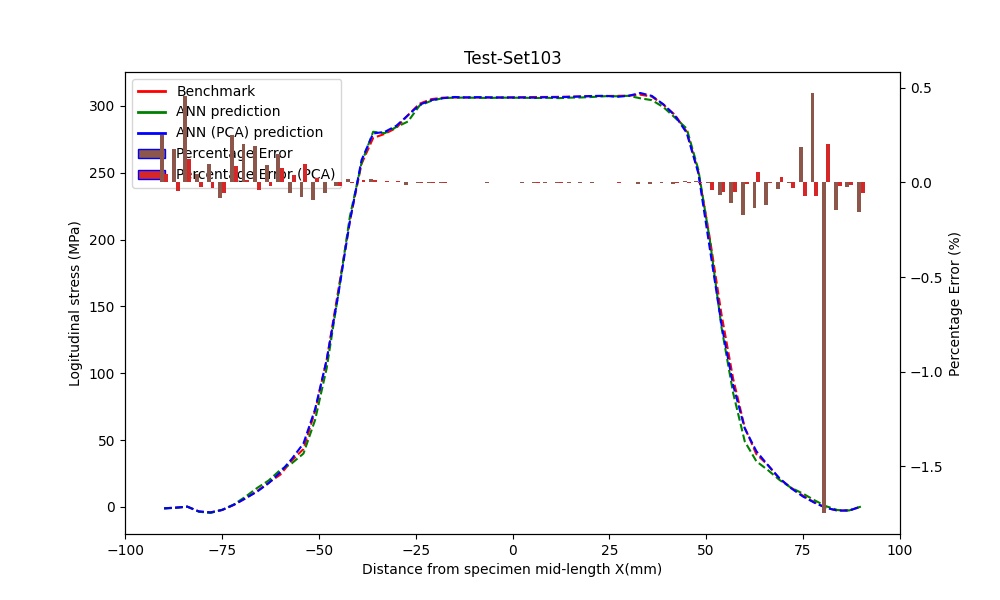 Test-Set103
Benchmark
ANN prediction
ANN (PCA) prediction
Percentage Error
Percentage Error (PCA)
Logitudinal stress (MPa)
300
250
200
150
100
50
0
0.5
0.0
−0.5
−1.0
−1.5
Percentage Error (%)
−100 −75 −50 −25 0 25 50 75 100
Distance from specimen mid-length X(mm)